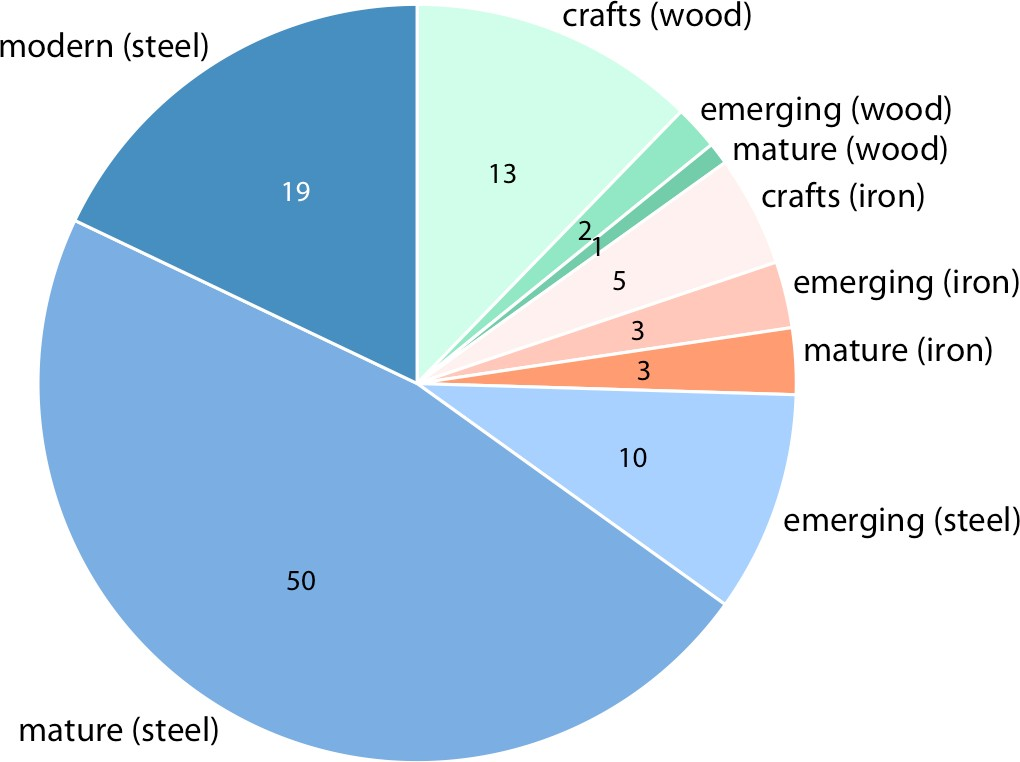 crafts (wood)
modern (steel)
emerging (wood)
mature (wood)
13
19
crafts (iron)
2
1
5
emerging (iron)
3
mature (iron)
3
10
emerging (steel)
50
mature (steel)